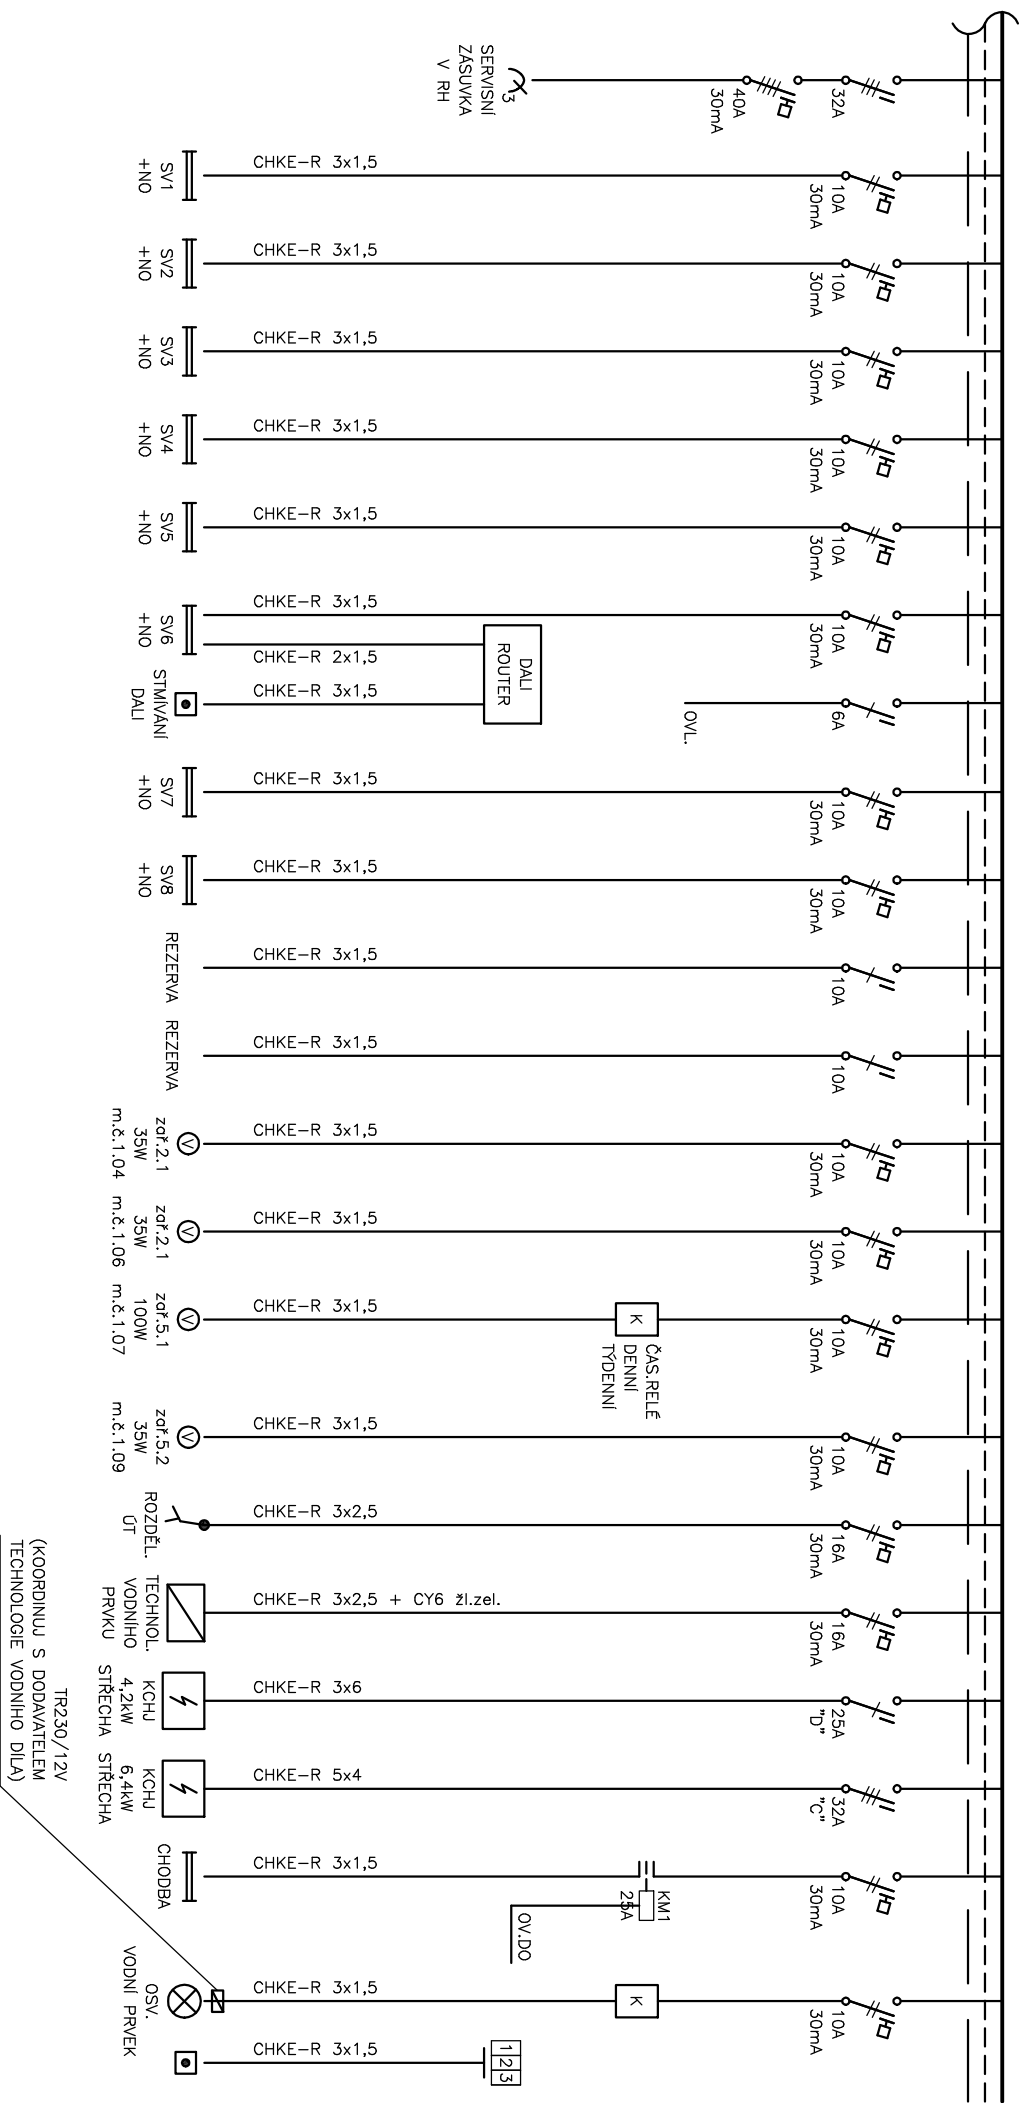 SERVISNÍ
ZÁSUVKA
V RH
3
40A
30mA
32A
SV1
+NO
CHKE-R 3x1,5
10A
30mA
SV2
+NO
CHKE-R 3x1,5
10A
30mA
SV3
+NO
CHKE-R 3x1,5
10A
30mA
SV4
+NO
CHKE-R 3x1,5
10A
30mA
SV5
+NO
CHKE-R 3x1,5
10A
30mA
SV6
+NO
CHKE-R 3x1,5
CHKE-R 2x1,5
DALI
ROUTER
10A
30mA
STMÍVÁNÍ
DALI
CHKE-R 3x1,5
OVL.
6A
SV7
+NO
CHKE-R 3x1,5
10A
30mA
SV8
+NO
CHKE-R 3x1,5
10A
30mA
REZERVA
CHKE-R 3x1,5
10A
REZERVA
CHKE-R 3x1,5
10A
zař.2.1
35W
m.č.1.04
V
CHKE-R 3x1,5
10A
30mA
zař.2.1
35W
m.č.1.06
V
CHKE-R 3x1,5
10A
30mA
zař.5.1
100W
m.č.1.07
V
CHKE-R 3x1,5
K
ČAS.RELÉ
DENNÍ
TÝDENNÍ
10A
30mA
zař.5.2
35W
m.č.1.09
V
CHKE-R 3x1,5
10A
30mA
ROZDĚL.
ÚT
CHKE-R 3x2,5
16A
30mA
TECHNOL.
VODNÍHO
PRVKU
CHKE-R 3x2,5 + CY6 žl.zel.
16A
30mA
KCHJ
4,2kW
STŘECHA
CHKE-R 3x6
25A
"D"
KCHJ
6,4kW
STŘECHA
CHKE-R 5x4
32A
"C"
CHODBA
CHKE-R 3x1,5
KM1
25A
OV.DO
10A
30mA
OSV.
VODNÍ PRVEK
CHKE-R 3x1,5
K
10A
30mA
CHKE-R 3x1,5
1 2 3
TR230/12V
(KOORDINUJ S DODAVATELEM
TECHNOLOGIE VODNÍHO DÍLA)